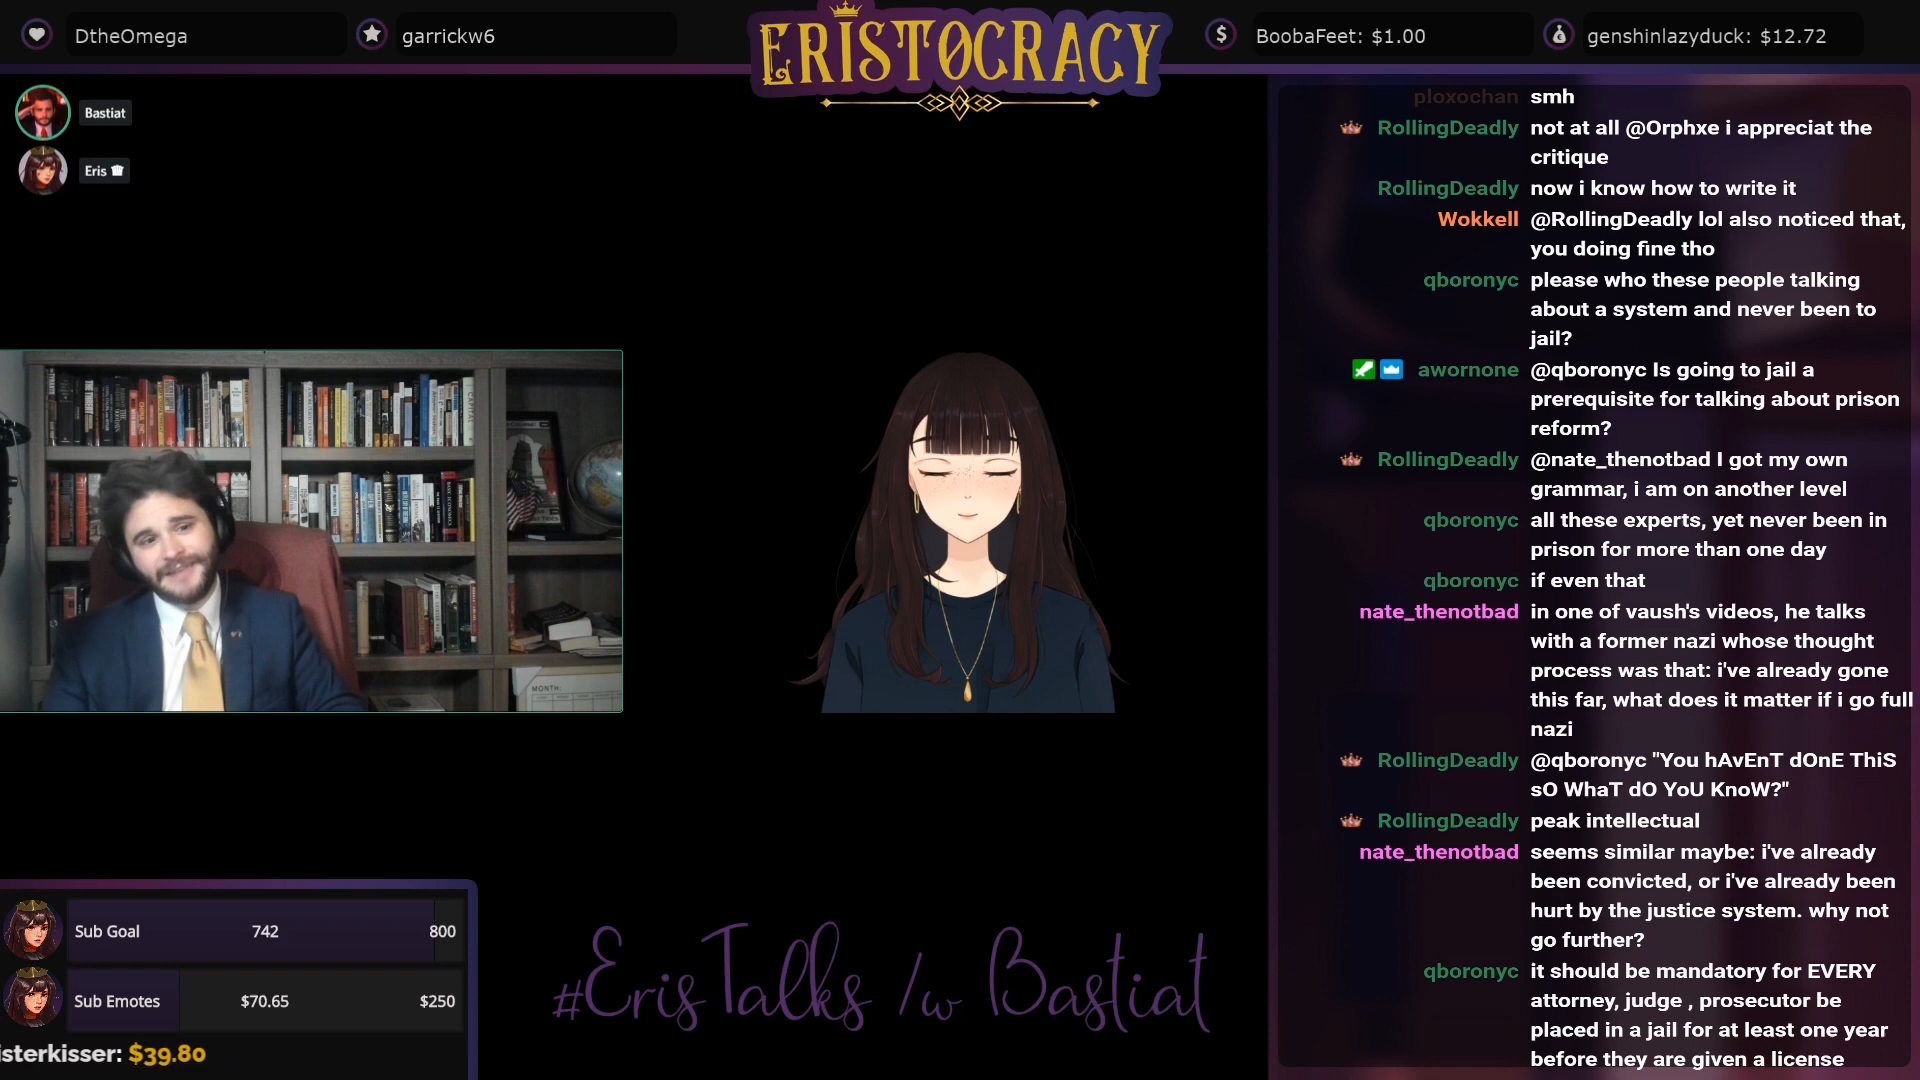 DtheOmega
garrickw6
ERISTOCRACY
BoobaFeet: $1.00
genshinlazyduck: $12.72
Bastiat
Eris
MONTH:
Sub Goal 742 800
Sub Emotes $70.65 $250
isterkisser: $39.80
#ErisTalks /w Bastiat
ploxochan smh
RollingDeadly not at all @Orphxe i appreciat the
critique
RollingDeadly now i know how to write it
Wokkell @RollingDeadly lol also noticed that,
you doing fine tho
qboronyc please who these people talking
about a system and never been to
jail?
awornone @qboronyc Is going to jail a
prerequisite for talking about prison
reform?
RollingDeadly @nate_thenotbad I got my own
grammar, i am on another level
qboronyc all these experts, yet never been in
prison for more than one day
qboronyc if even that
nate_thenotbad in one of vaush's videos, he talks
with a former nazi whose thought
process was that: i've already gone
this far, what does it matter if i go full
nazi
RollingDeadly @qboronyc "You hAvEnT dOnE ThiS
sO WhaT dO YoU KnoW?"
RollingDeadly peak intellectual
nate_thenotbad seems similar maybe: i've already
been convicted, or i've already been
hurt by the justice system. why not
go further?
qboronyc it should be mandatory for EVERY
attorney, judge , prosecutor be
placed in a jail for at least one year
before they are given a license